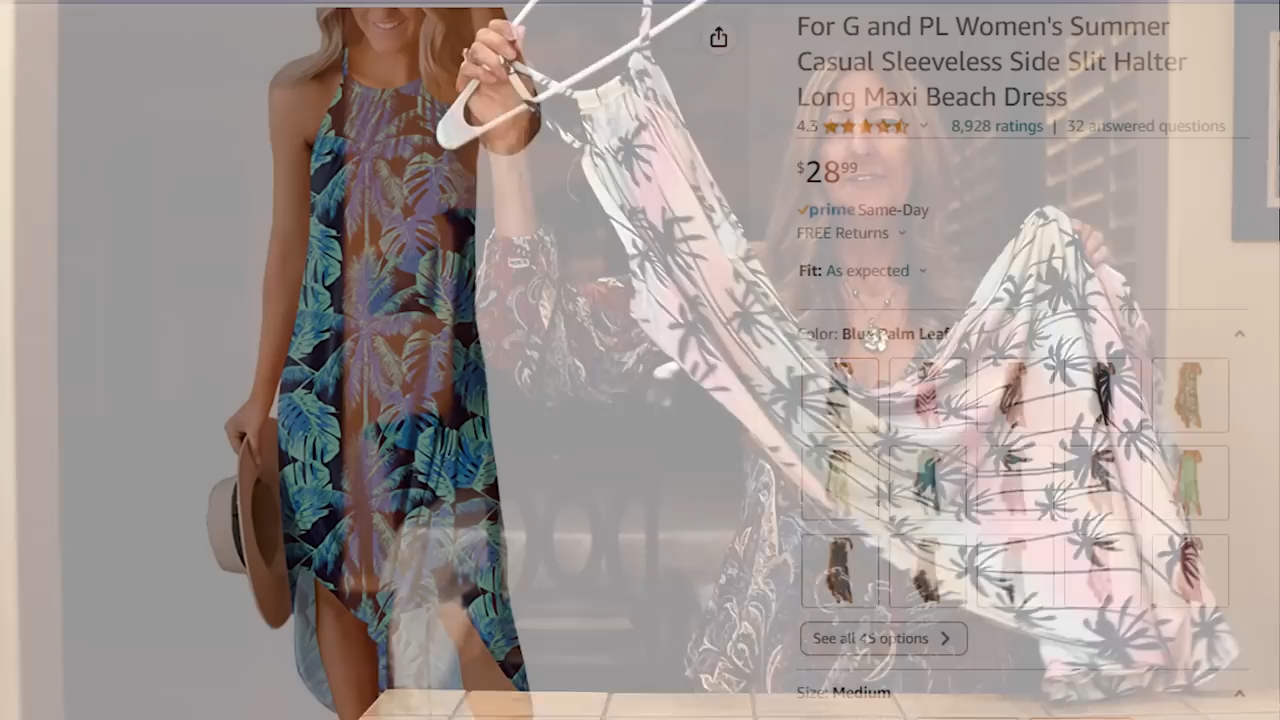 For G and PL Women's Summer
Casual Sleeveless Side Slit Halter
Long Maxi Beach Dress
4.3 8,928 ratings | 32 answered questions
$28.99
prime Same-Day
FREE Returns
Fit: As expected
Color: Blue Palm Leaf
See all 45 options
Size: Medium